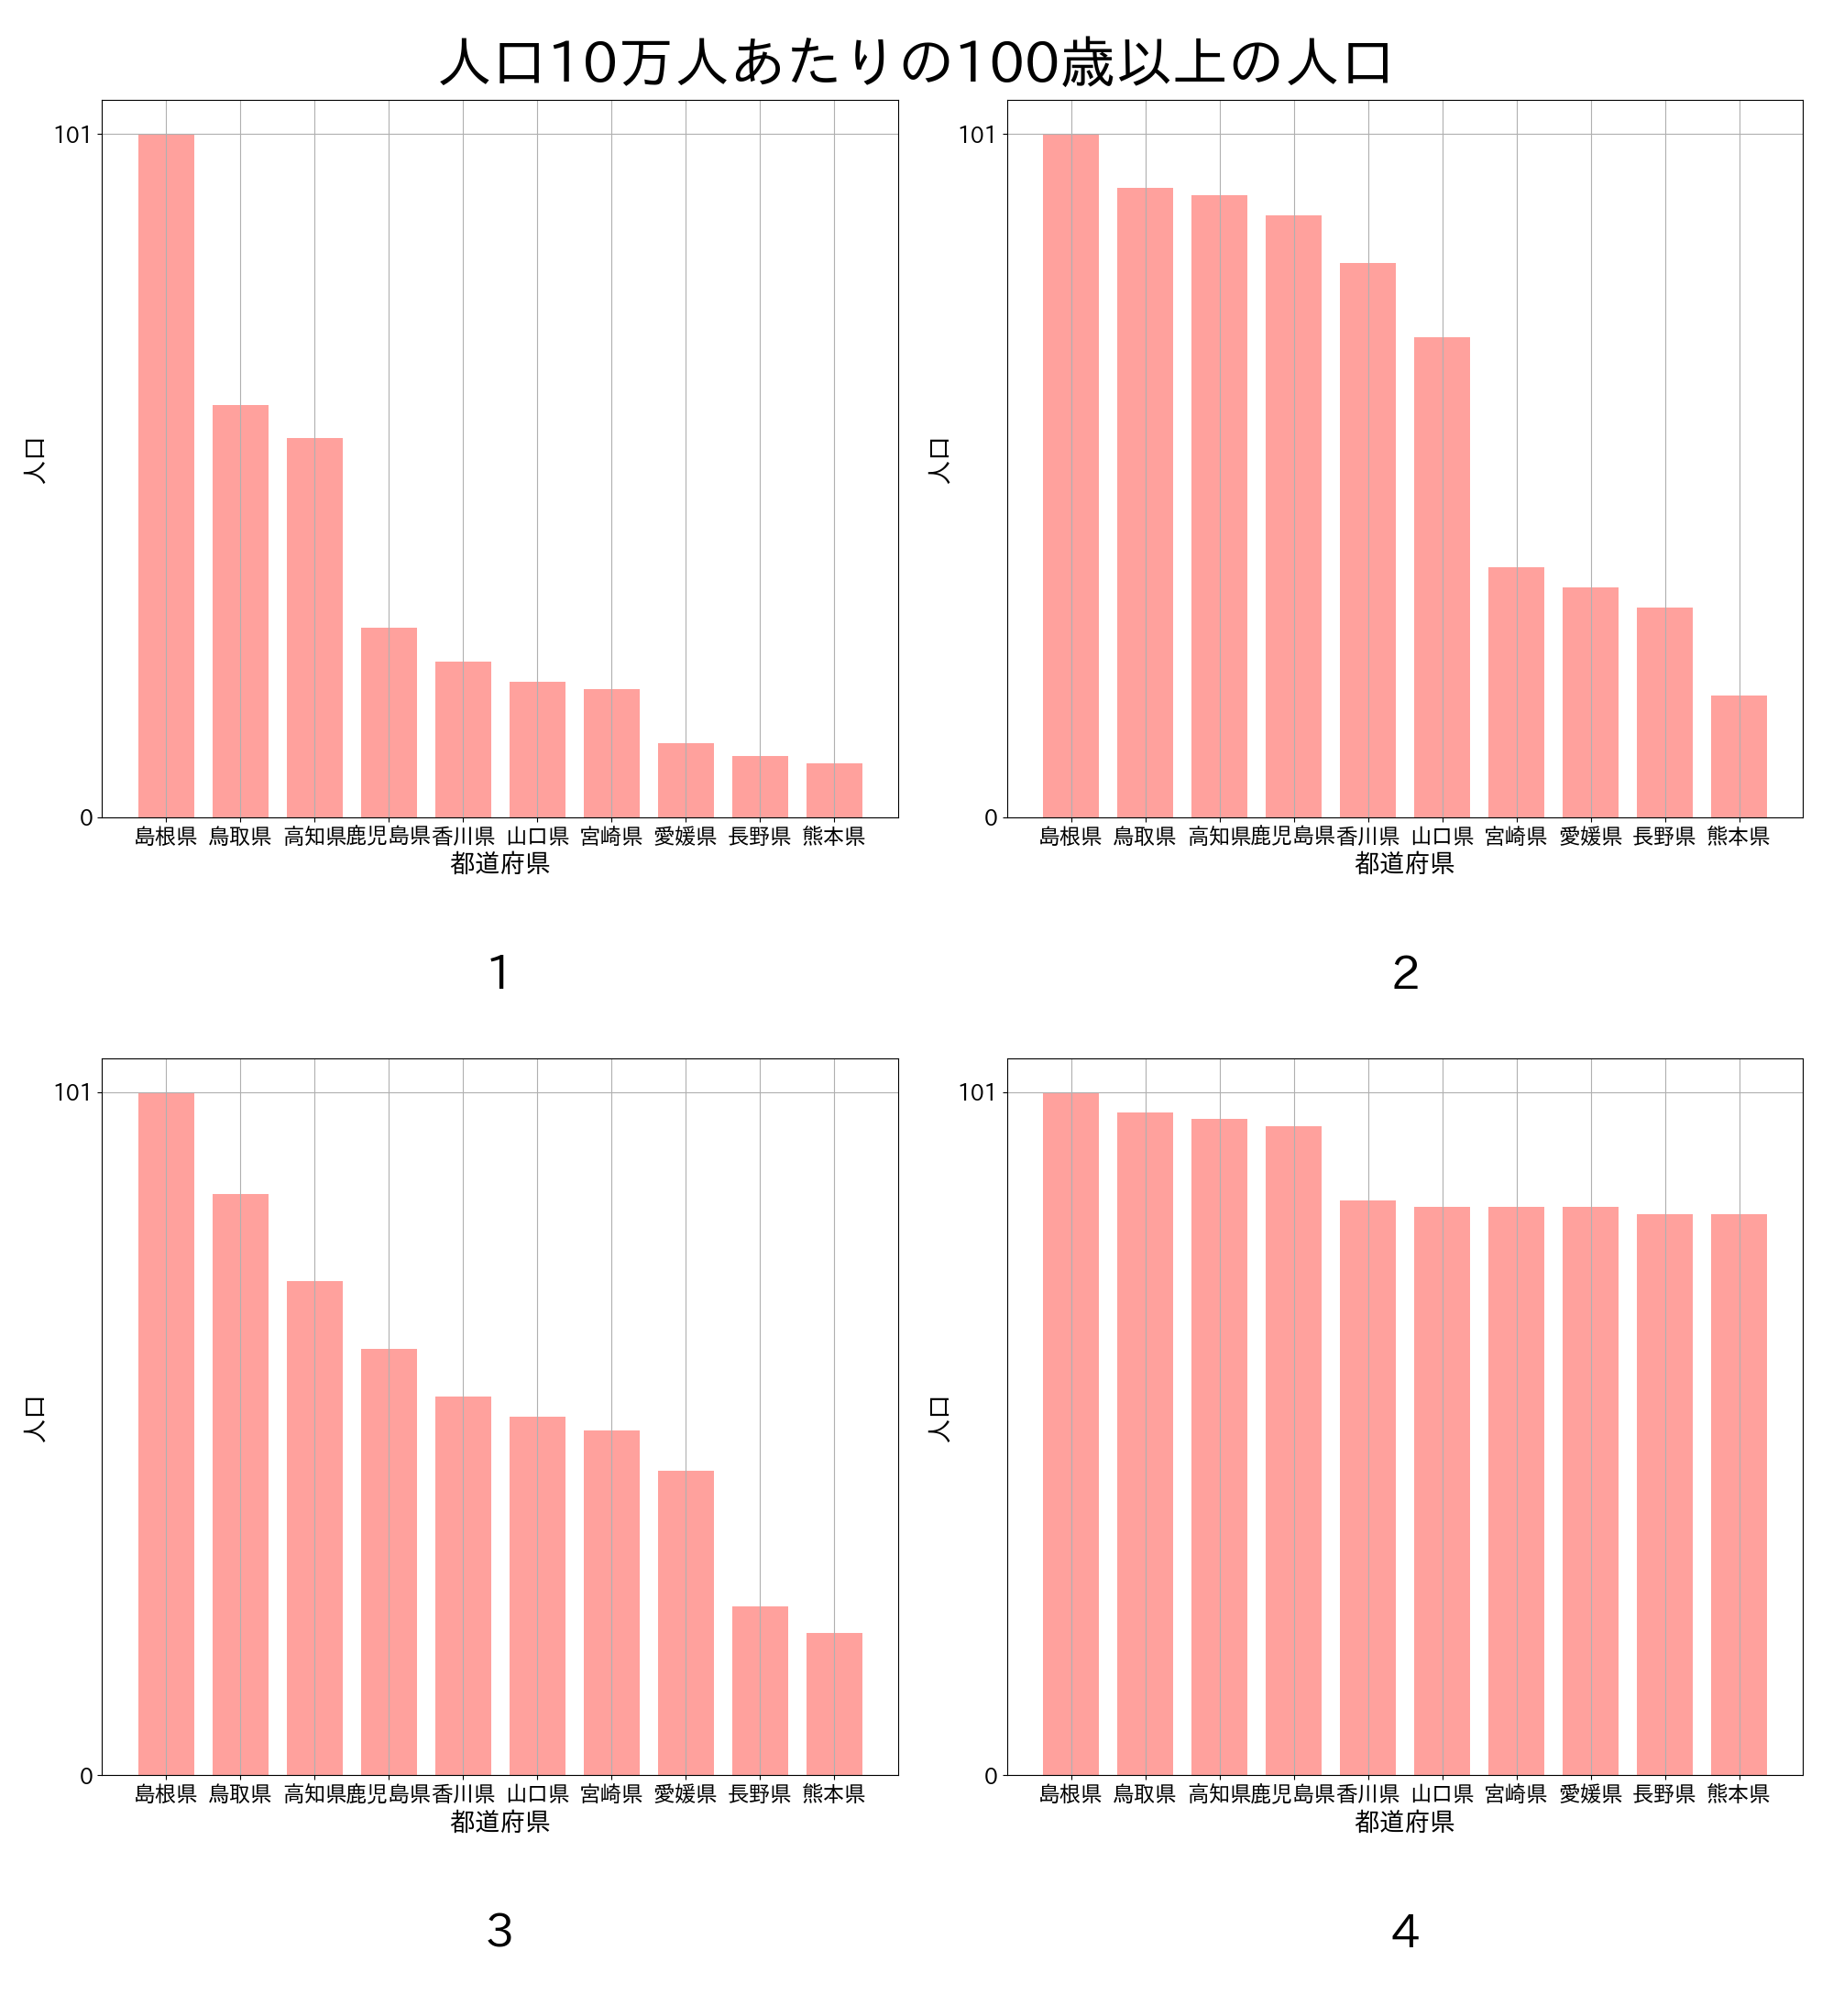 人口10万人あたりの100歳以上の人口
101
0
人口
島根県 鳥取県 高知県 鹿児島県 香川県 山口県 宮崎県 愛媛県 長野県 熊本県
都道府県
1
101
0
人口
島根県 鳥取県 高知県 鹿児島県 香川県 山口県 宮崎県 愛媛県 長野県 熊本県
都道府県
2
101
0
人口
島根県 鳥取県 高知県 鹿児島県 香川県 山口県 宮崎県 愛媛県 長野県 熊本県
都道府県
3
101
0
人口
島根県 鳥取県 高知県 鹿児島県 香川県 山口県 宮崎県 愛媛県 長野県 熊本県
都道府県
4